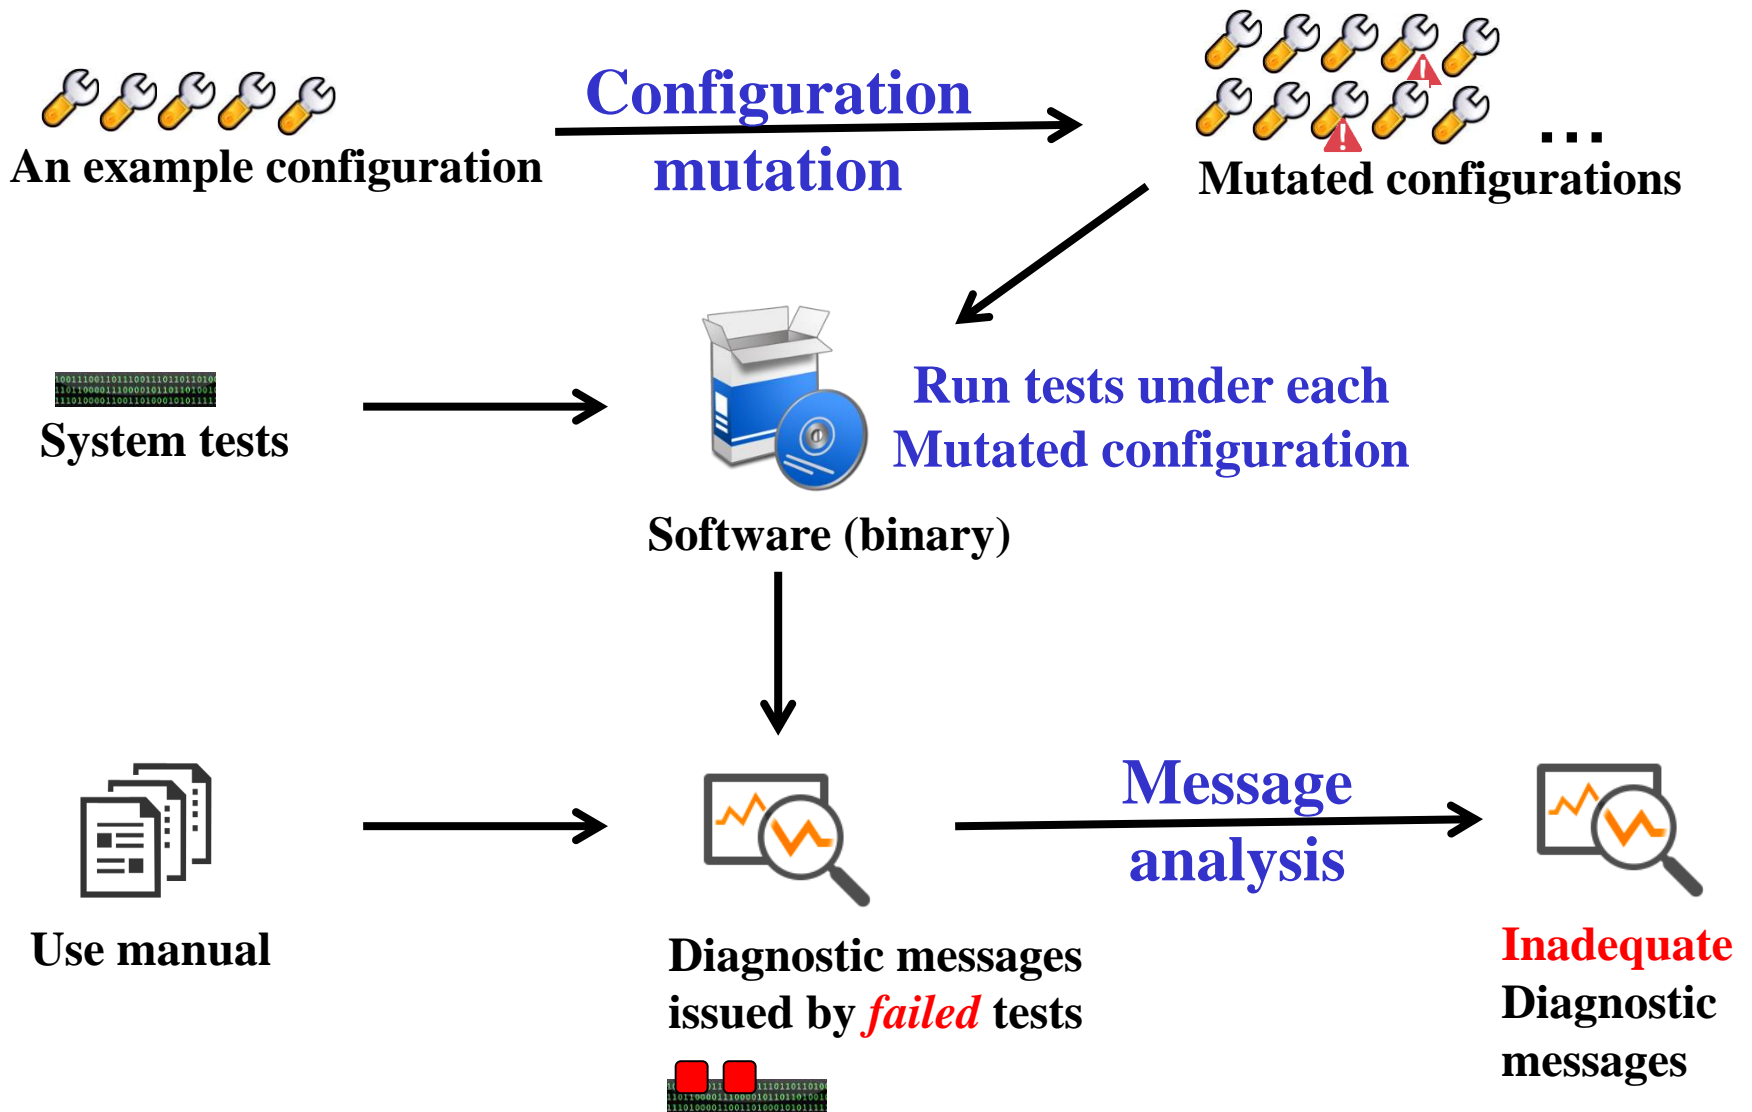 An example configuration
Configuration
mutation
...
Mutated configurations
System tests
Run tests under each
Mutated configuration
Software (binary)
Use manual
Message
analysis
Diagnostic messages
issued by failed tests
Inadequate
Diagnostic
messages